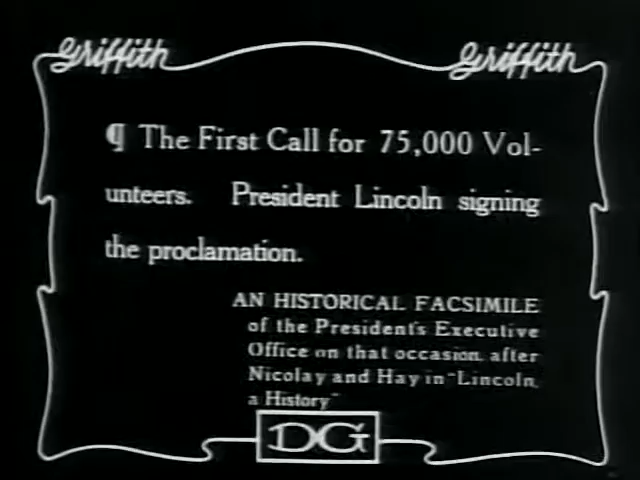 Griffith Griffith
¶ The First Call for 75,000 Vol-
unteers. President Lincoln signing
the proclamation.
AN HISTORICAL FACSIMILE
of the President's Executive
Office on that occasion, after
Nicolay and Hay in "Lincoln,
a History"
DG